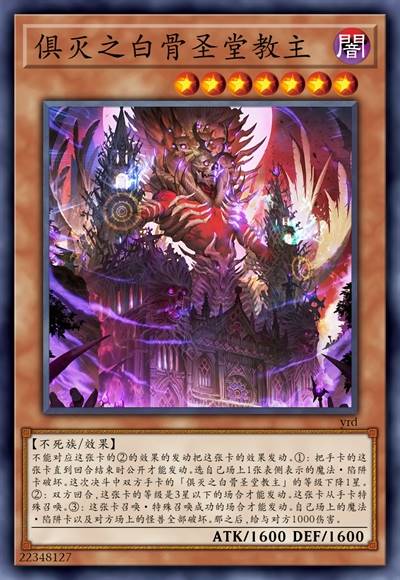 俱灭之白骨圣堂教主
闇
yrd
【不死族/效果】
不能对应这张卡的②的效果的发动把这张卡的效果发动。①：把手卡的这
张卡直到回合结束时公开才能发动。选自己场上1张表侧表示的魔法·陷阱
卡破坏。这次决斗中双方手卡的「俱灭之白骨圣堂教主」的等级下降1星。
②：双方回合，这张卡的等级是3星以下的场合才能发动。这张卡从手卡特
殊召唤。③：这张卡召唤·特殊召唤成功的场合才能发动。自己场上的魔法
·陷阱卡以及对方场上的怪兽全部破坏。那之后，给与对方1000伤害。
ATK/1600 DEF/1600
22348127